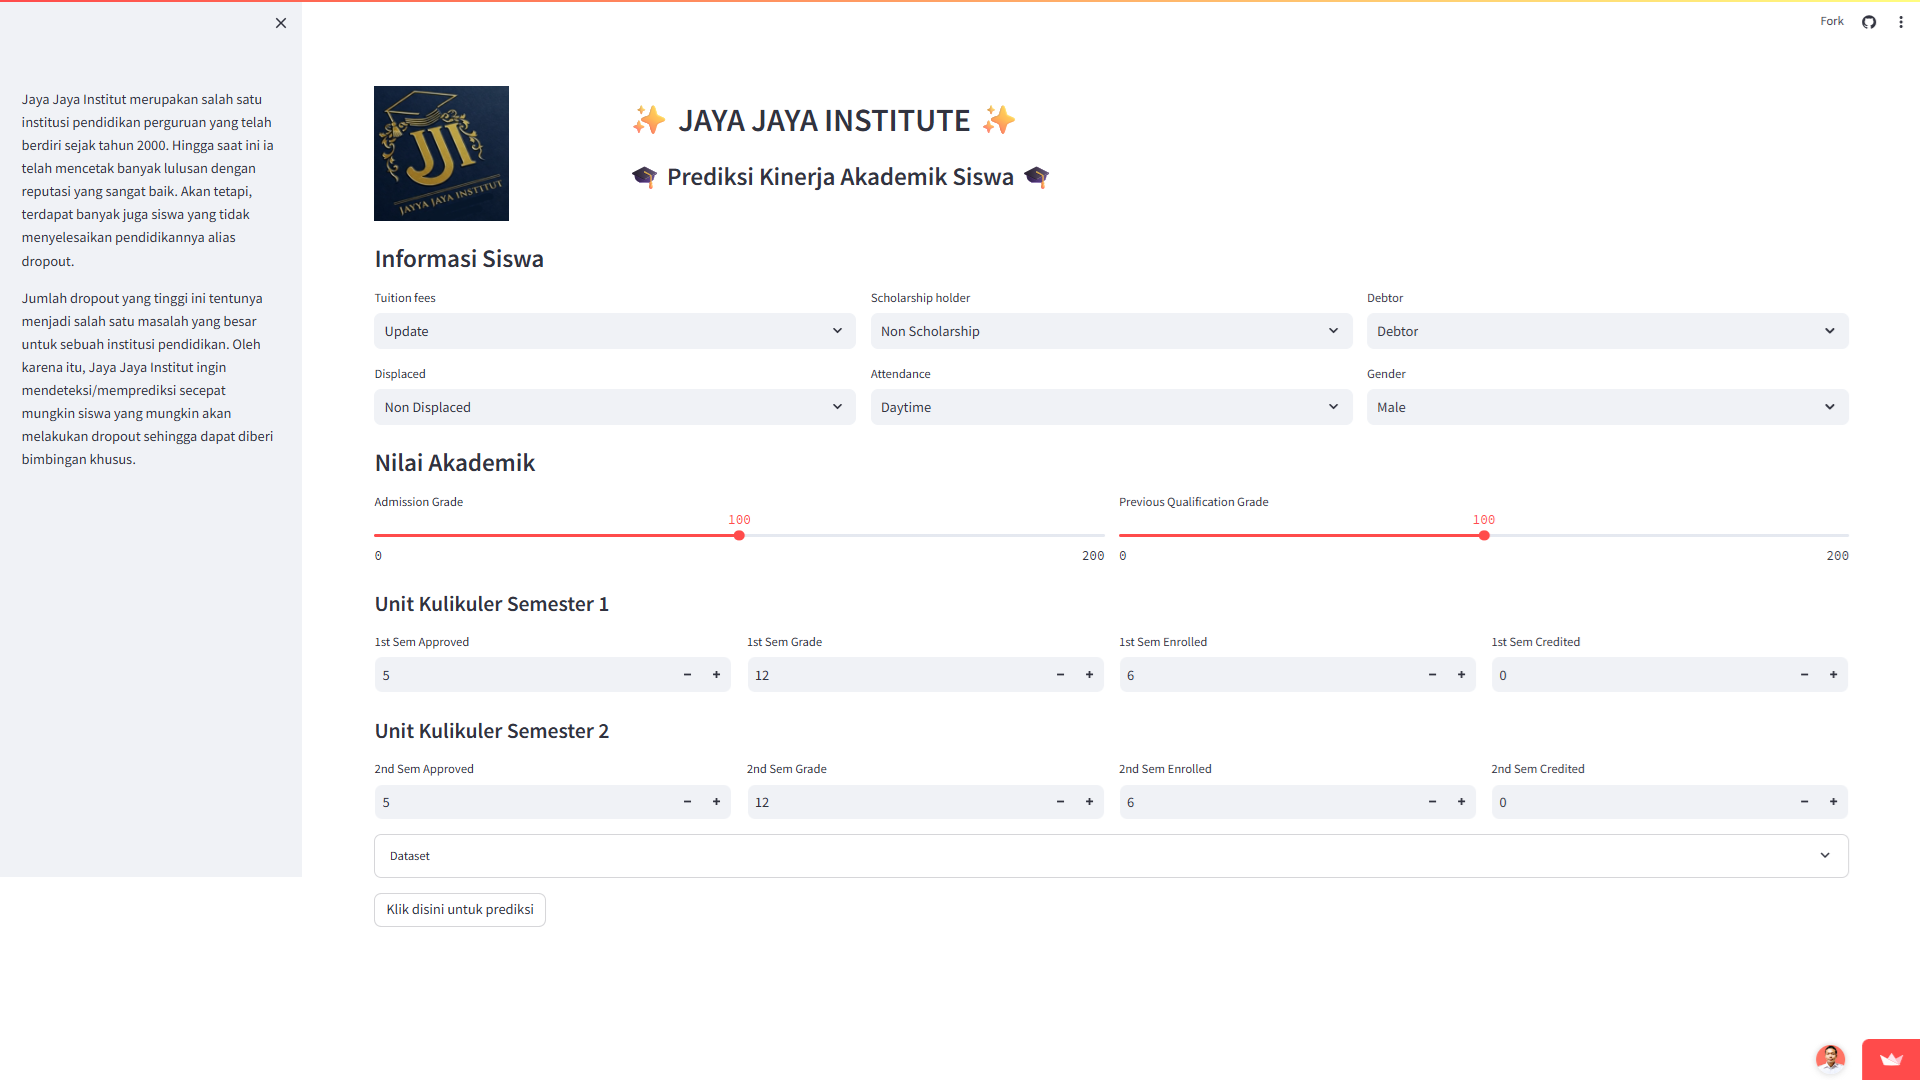 Fork
Jaya Jaya Institut merupakan salah satu
institusi pendidikan perguruan yang telah
berdiri sejak tahun 2000. Hingga saat ini ia
telah mencetak banyak lulusan dengan
reputasi yang sangat baik. Akan tetapi,
terdapat banyak juga siswa yang tidak
menyelesaikan pendidikannya alias
dropout.
Jumlah dropout yang tinggi ini tentunya
menjadi salah satu masalah yang besar
untuk sebuah institusi pendidikan. Oleh
karena itu, Jaya Jaya Institut ingin
mendeteksi/memprediksi secepat
mungkin siswa yang mungkin akan
melakukan dropout sehingga dapat diberi
bimbingan khusus.
JJI
JAYYA JAYA INSTITUT
✨ JAYA JAYA INSTITUTE ✨
🎓 Prediksi Kinerja Akademik Siswa 🎓
Informasi Siswa
Tuition fees Scholarship holder Debtor
Update Non Scholarship Debtor
Displaced Attendance Gender
Non Displaced Daytime Male
Nilai Akademik
Admission Grade Previous Qualification Grade
100 100
0 200 0 200
Unit Kulikuler Semester 1
1st Sem Approved 1st Sem Grade 1st Sem Enrolled 1st Sem Credited
5 - + 12 - + 6 - + 0 - +
Unit Kulikuler Semester 2
2nd Sem Approved 2nd Sem Grade 2nd Sem Enrolled 2nd Sem Credited
5 - + 12 - + 6 - + 0 - +
Dataset
Klik disini untuk prediksi